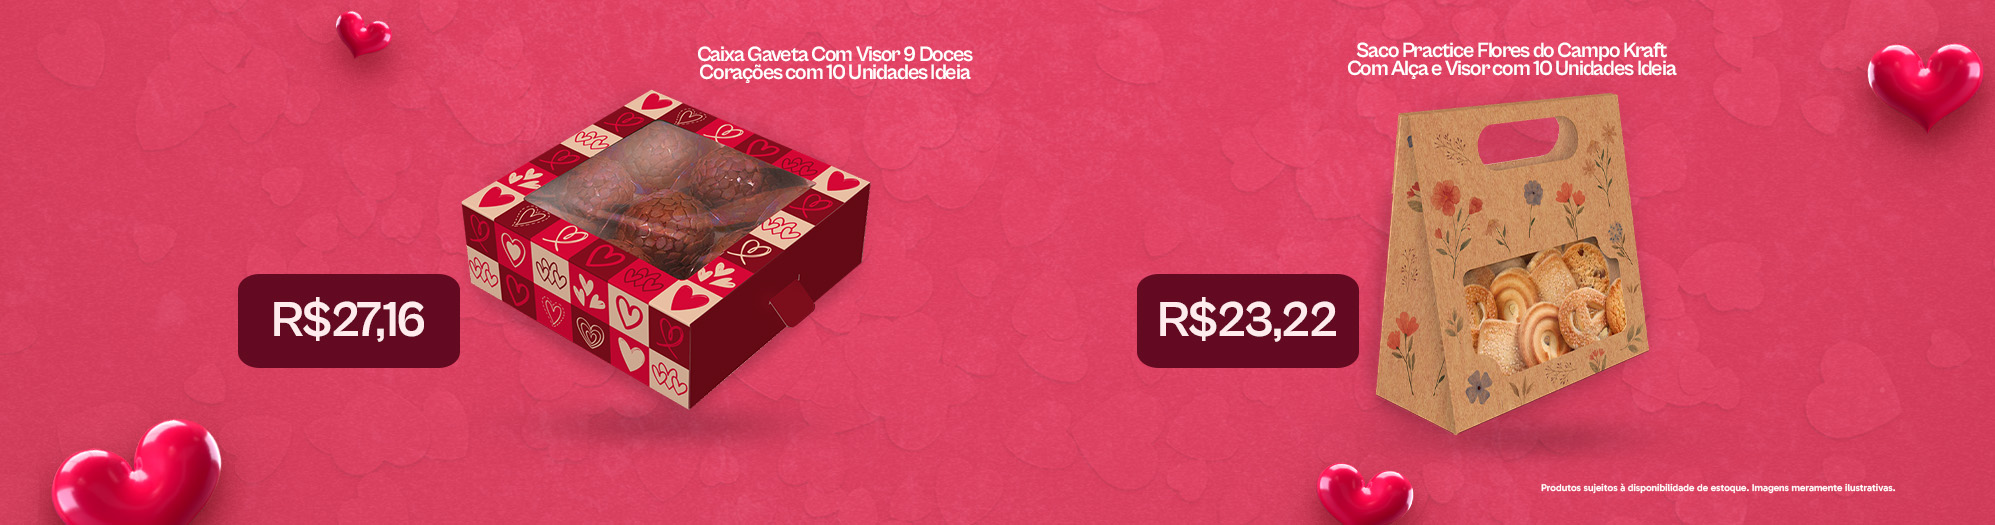 Caixa Gaveta Com Visor 9 Doces
Corações com 10 Unidades Ideia
R$27,16
Saco Practice Flores do Campo Kraft
Com Alça e Visor com 10 Unidades Ideia
R$23,22
Produtos sujeitos à disponibilidade de estoque. Imagens meramente ilustrativas.